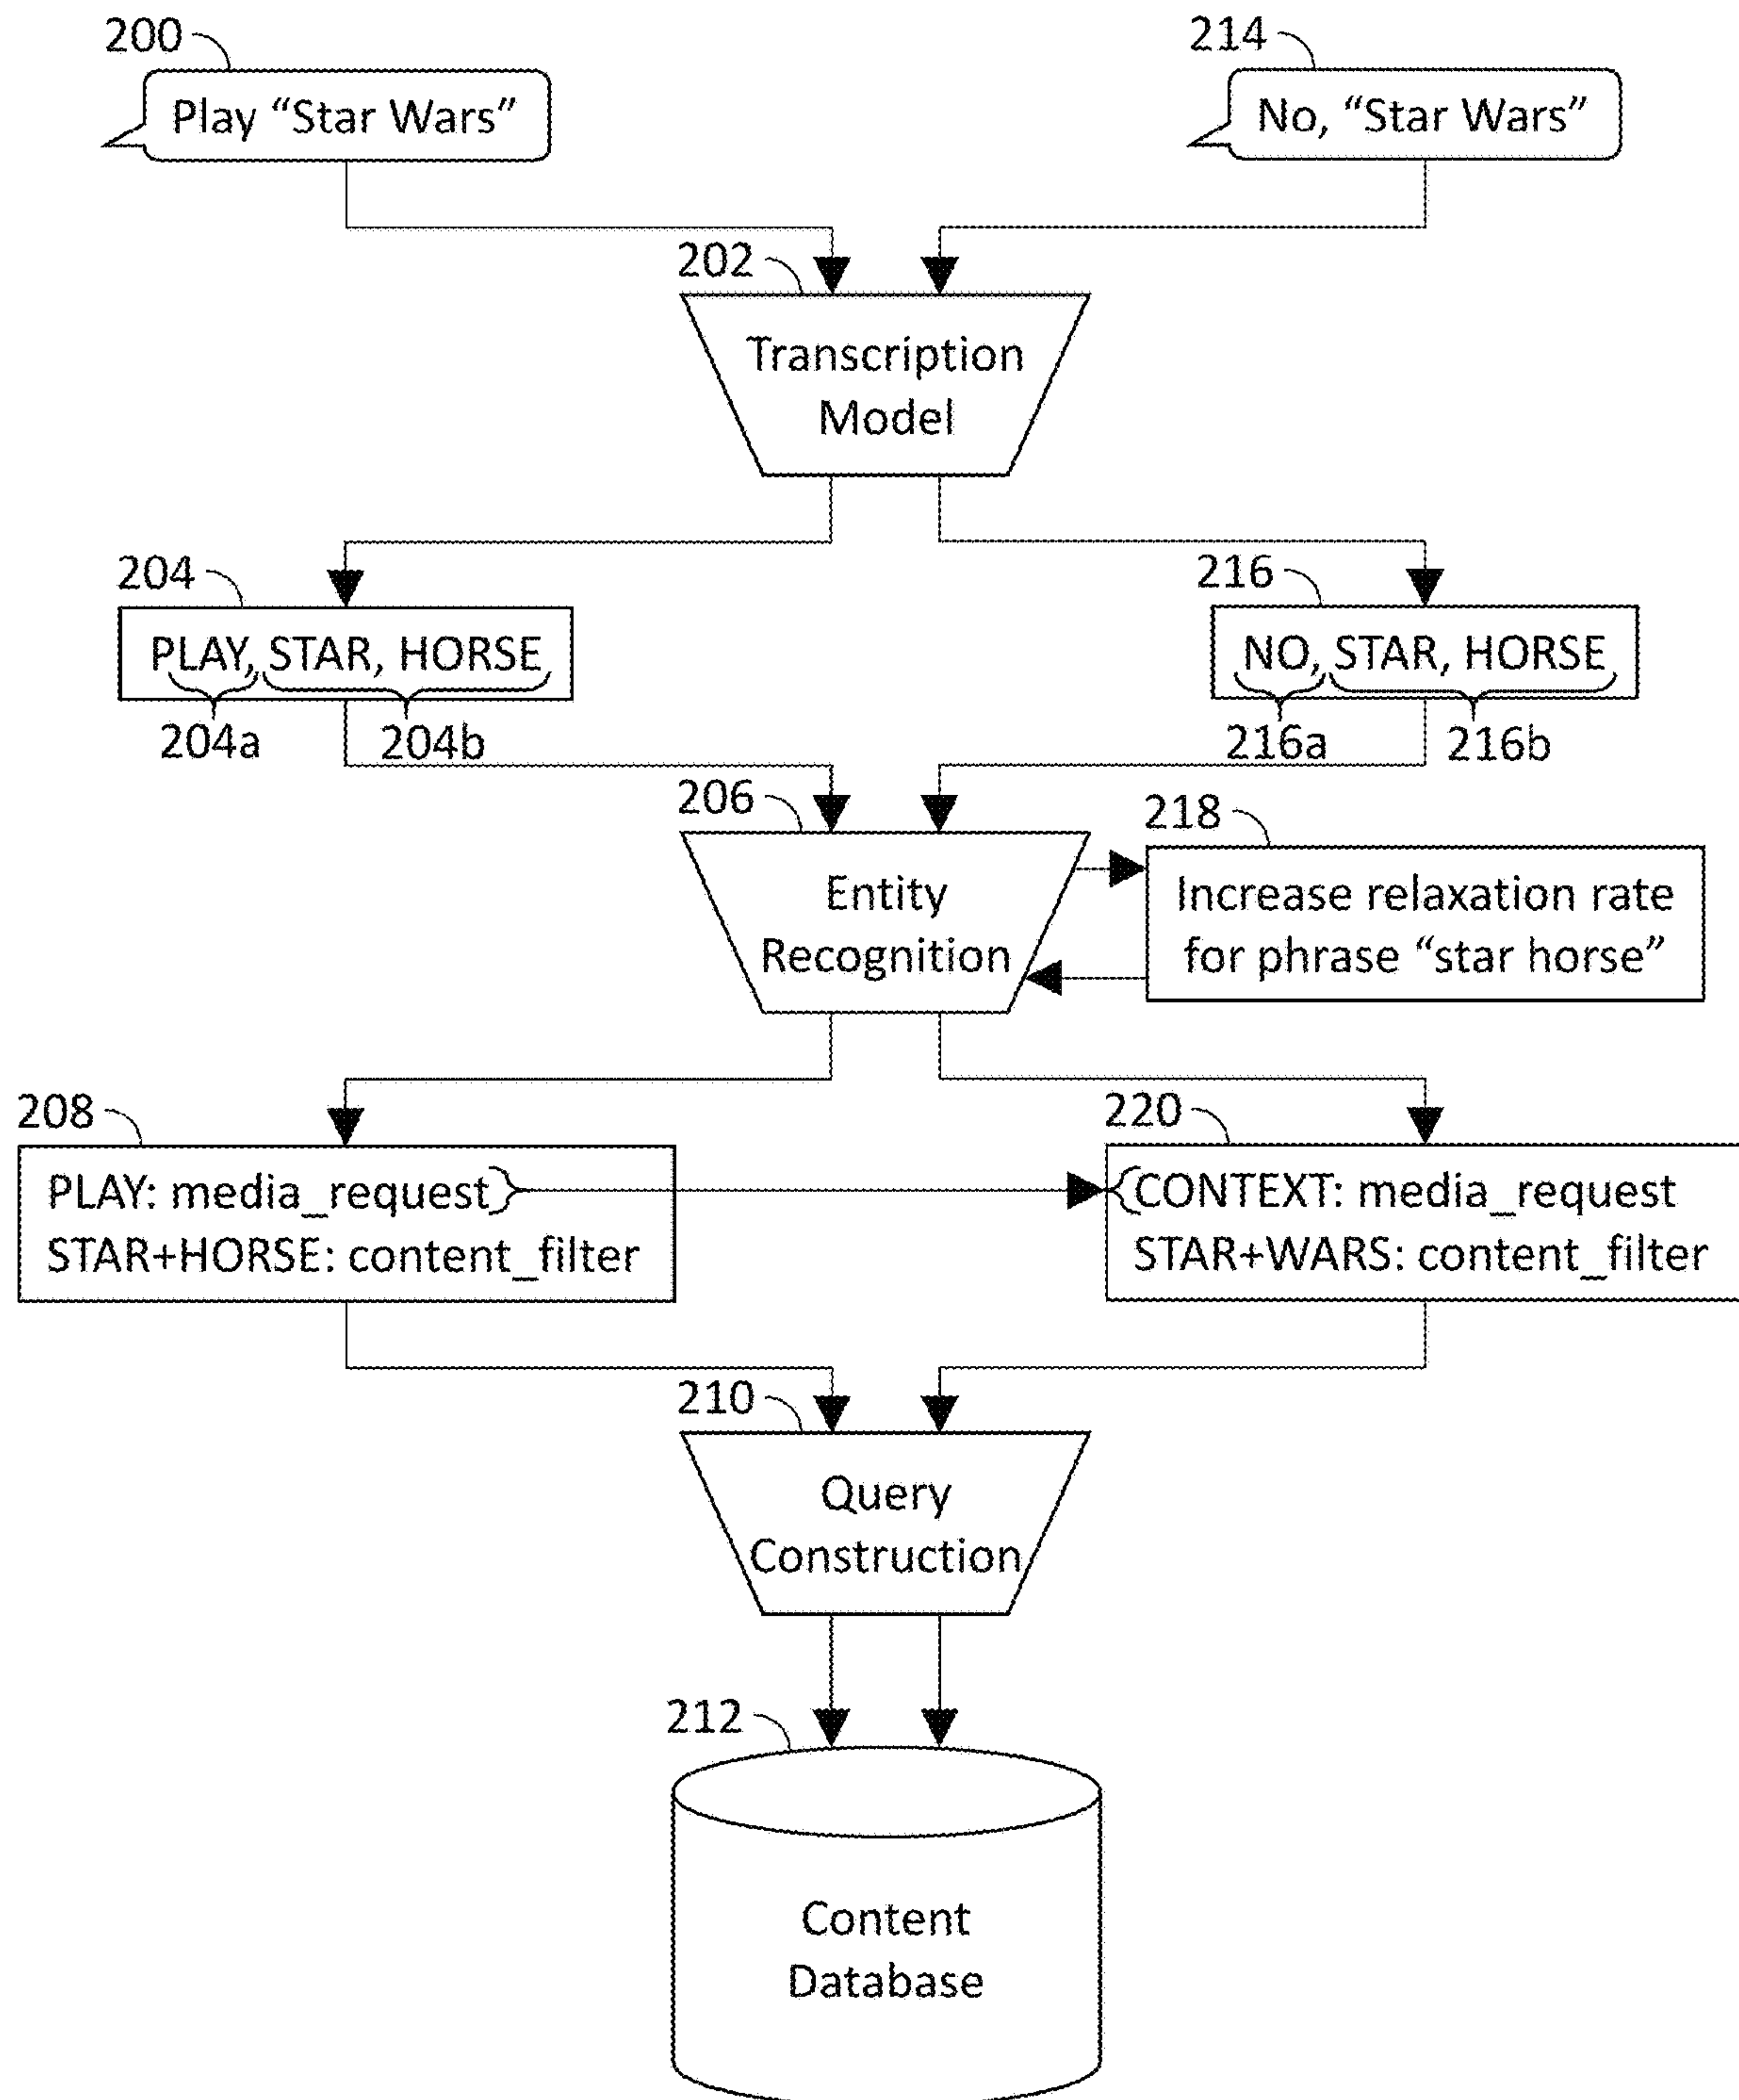 200
214
Play “Star Wars”
No, “Star Wars”
202
Transcription
Model
204
216
PLAY, STAR, HORSE
NO, STAR, HORSE
204a
204b
216a
216b
206
218
Entity
Recognition
Increase relaxation rate
for phrase “star horse”
208
220
PLAY: media_request
STAR+HORSE: content_filter
CONTEXT: media_request
STAR+WARS: content_filter
210
Query
Construction
212
Content
Database